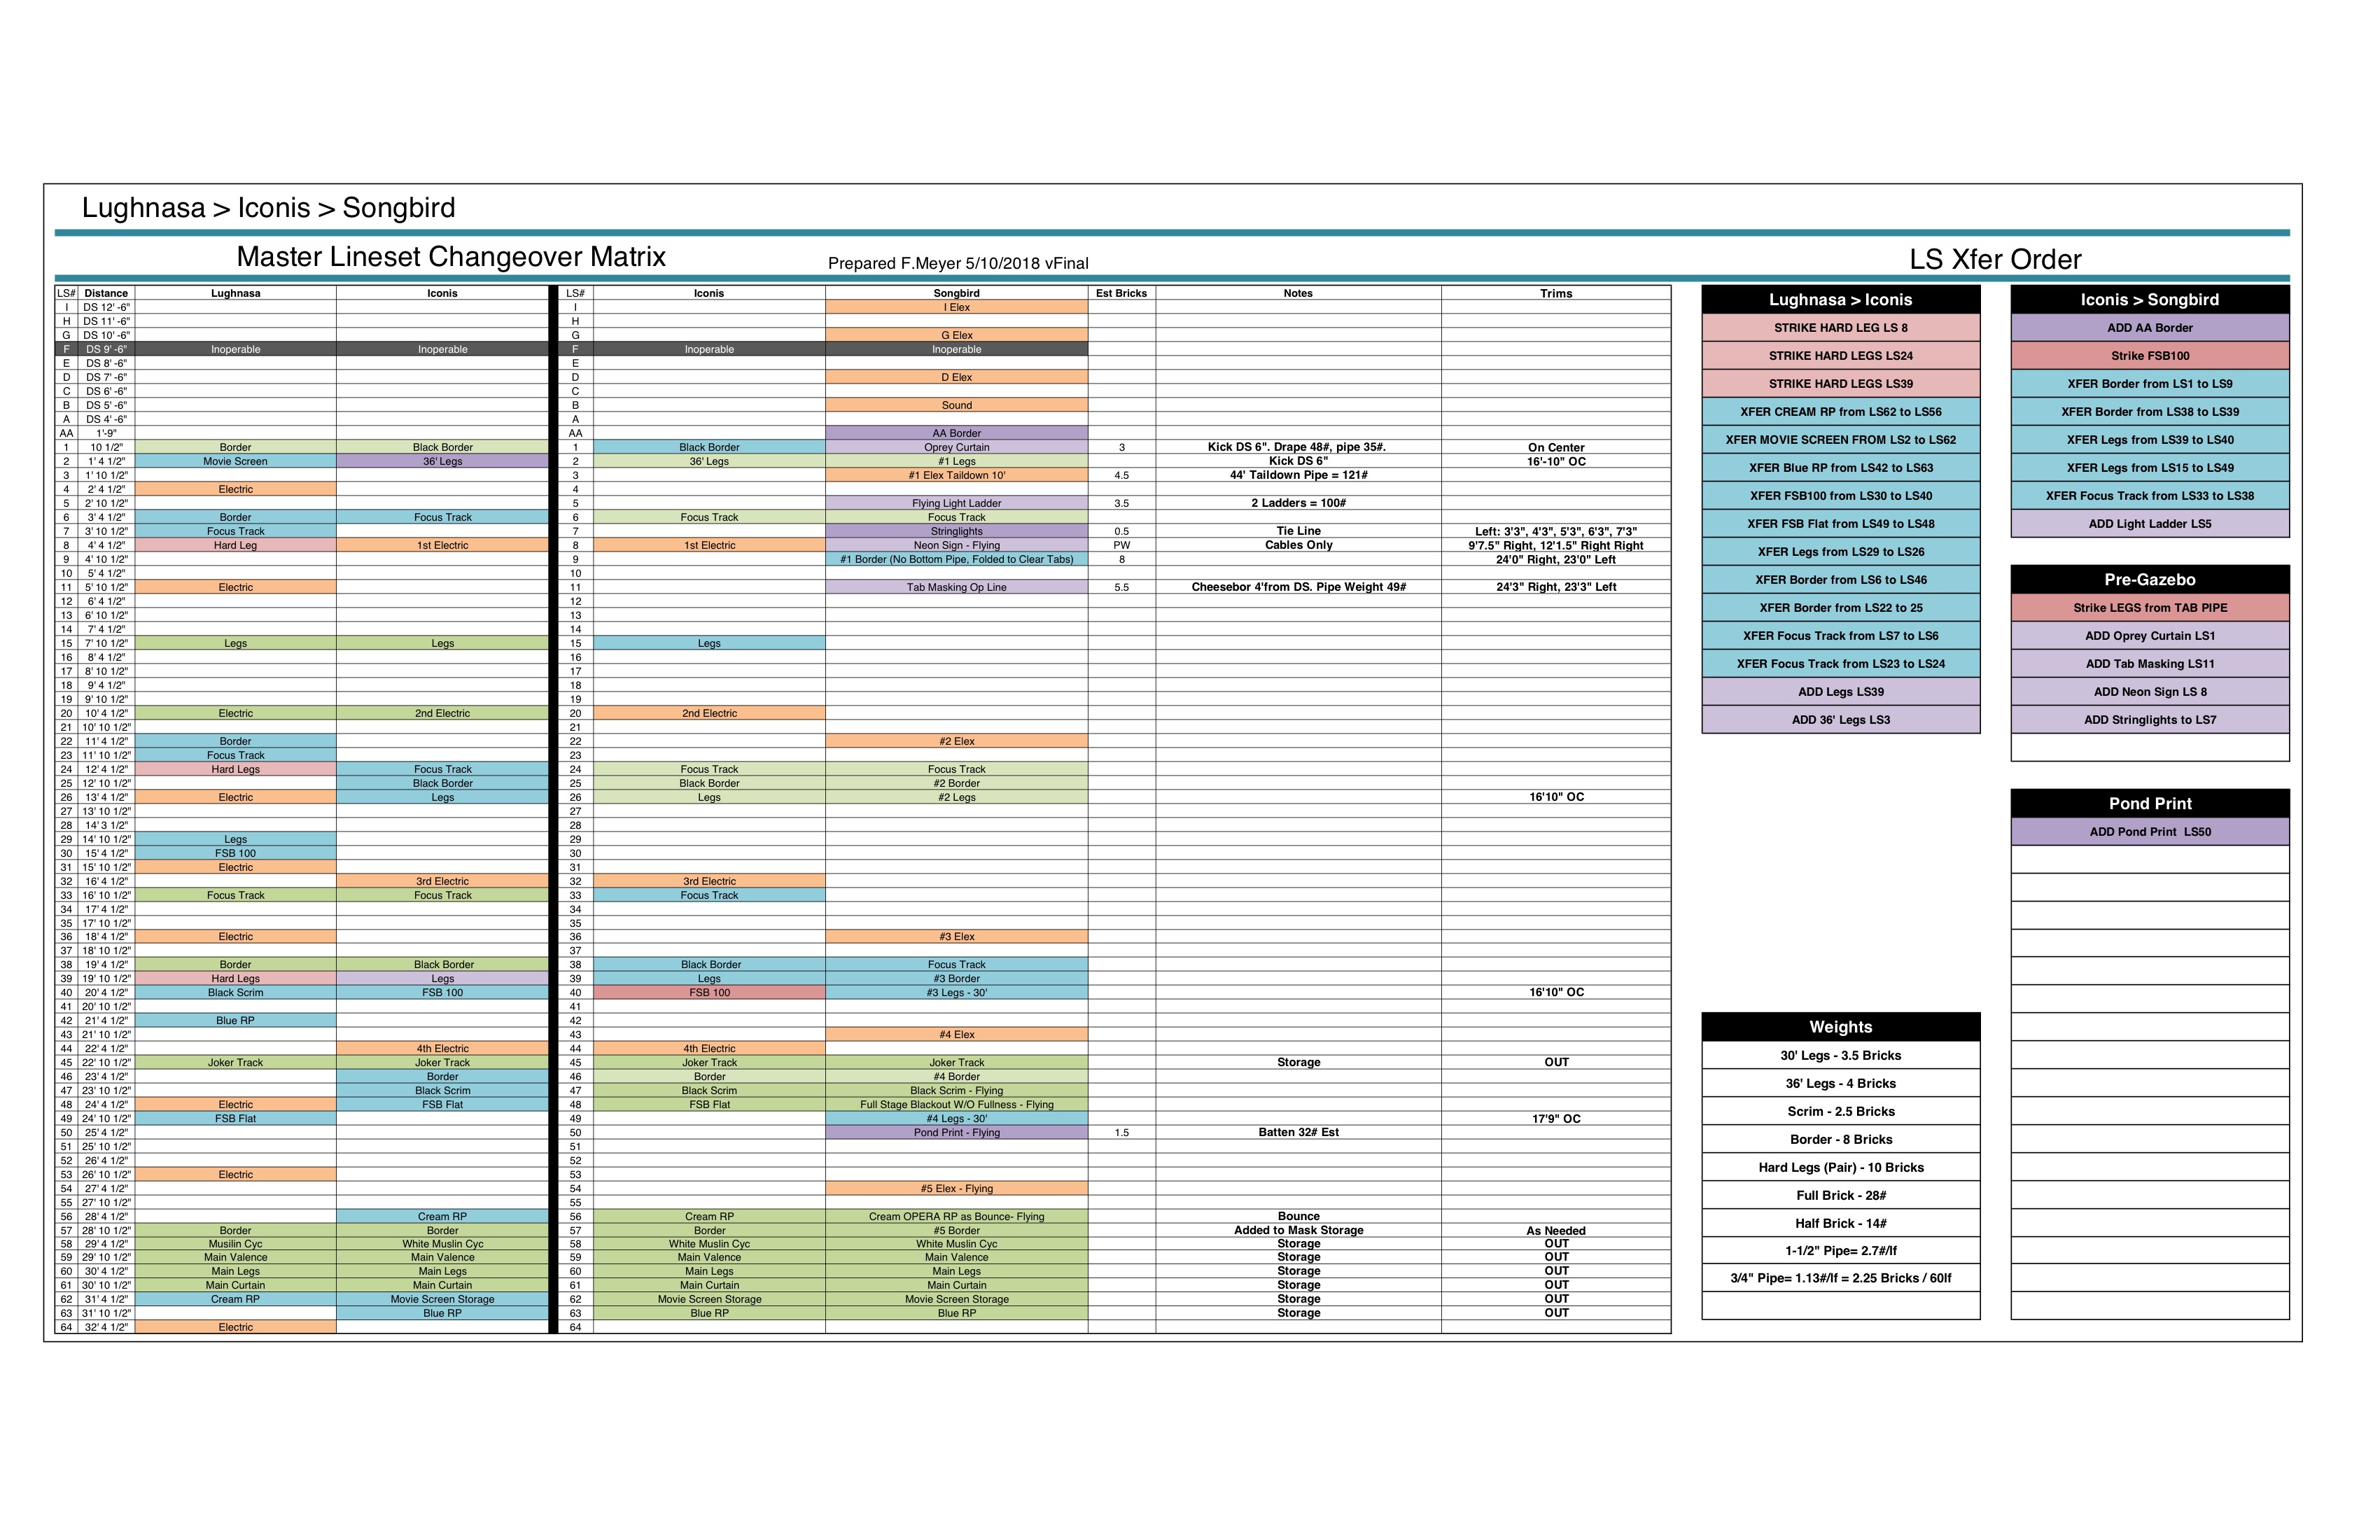 Lughnasa > Iconis > Songbird
Master Lineset Changeover Matrix Prepared F.Meyer 5/10/2018 vFinal LS Xfer Order
LS# Distance Lughnasa Iconis LS# Iconis Songbird Est Bricks Notes Trims
I DS 12' -6" I I Elex
H DS 11' -6" H
G DS 10' -6" G G Elex
F DS 9' -6" Inoperable Inoperable F Inoperable Inoperable
E DS 8' -6" E
D DS 7' -6" D D Elex
C DS 6' -6" C
B DS 5' -6" B Sound
A DS 4' -6" A
AA 1'-9" AA AA Border
1 10 1/2" Border Black Border 1 Black Border Oprey Curtain 3 Kick DS 6". Drape 48#, pipe 35#. On Center
2 1' 4 1/2" Movie Screen 36' Legs 2 36' Legs #1 Legs Kick DS 6" 16'-10" OC
3 1' 10 1/2" 3 #1 Elex Taildown 10' 4.5 44' Taildown Pipe = 121#
4 2' 4 1/2" Electric 4
5 2' 10 1/2" 5 Flying Light Ladder 3.5 2 Ladders = 100#
6 3' 4 1/2" Border Focus Track 6 Focus Track Focus Track
7 3' 10 1/2" Focus Track 7 Stringlights 0.5 Tie Line Left: 3'3", 4'3", 5'3", 6'3", 7'3"
8 4' 4 1/2" Hard Leg 1st Electric 8 1st Electric Neon Sign - Flying PW Cables Only 9'7.5" Right, 12'1.5" Right Right
9 4' 10 1/2" 9 #1 Border (No Bottom Pipe, Folded to Clear Tabs) 8 24'0" Right, 23'0" Left
10 5' 4 1/2" 10
11 5' 10 1/2" Electric 11 Tab Masking Op Line 5.5 Cheesebor 4'from DS. Pipe Weight 49# 24'3" Right, 23'3" Left
12 6' 4 1/2" 12
13 6' 10 1/2" 13
14 7' 4 1/2" 14
15 7' 10 1/2" Legs Legs 15 Legs
16 8' 4 1/2" 16
17 8' 10 1/2" 17
18 9' 4 1/2" 18
19 9' 10 1/2" 19
20 10' 4 1/2" Electric 2nd Electric 20 2nd Electric
21 10' 10 1/2" 21
22 11' 4 1/2" Border 22 #2 Elex
23 11' 10 1/2" Focus Track 23
24 12' 4 1/2" Hard Legs Focus Track 24 Focus Track Focus Track
25 12' 10 1/2" Black Border 25 Black Border #2 Border
26 13' 4 1/2" Electric Legs 26 Legs #2 Legs 16'10" OC
27 13' 10 1/2" 27
28 14' 3 1/2" 28
29 14' 10 1/2" Legs 29
30 15' 4 1/2" FSB 100 30
31 15' 10 1/2" Electric 31
32 16' 4 1/2" 3rd Electric 32 3rd Electric
33 16' 10 1/2" Focus Track Focus Track 33 Focus Track
34 17' 4 1/2" 34
35 17' 10 1/2" 35
36 18' 4 1/2" Electric 36 #3 Elex
37 18' 10 1/2" 37
38 19' 4 1/2" Border Black Border 38 Black Border Focus Track
39 19' 10 1/2" Hard Legs Legs 39 Legs #3 Border
40 20' 4 1/2" Black Scrim FSB 100 40 FSB 100 #3 Legs - 30' 16'10" OC
41 20' 10 1/2" 41
42 21' 4 1/2" Blue RP 42
43 21' 10 1/2" 43 #4 Elex
44 22' 4 1/2" 4th Electric 44 4th Electric
45 22' 10 1/2" Joker Track Joker Track 45 Joker Track Joker Track Storage OUT
46 23' 4 1/2" Border 46 Border #4 Border
47 23' 10 1/2" Black Scrim 47 Black Scrim Black Scrim - Flying
48 24' 4 1/2" Electric FSB Flat 48 FSB Flat Full Stage Blackout W/O Fullness - Flying
49 24' 10 1/2" FSB Flat 49 #4 Legs - 30' 17'9" OC
50 25' 4 1/2" 50 Pond Print - Flying 1.5 Batten 32# Est
51 25' 10 1/2" 51
52 26' 4 1/2" 52
53 26' 10 1/2" Electric 53
54 27' 4 1/2" 54 #5 Elex - Flying
55 27' 10 1/2" 55
56 28' 4 1/2" Cream RP 56 Cream RP Cream OPERA RP as Bounce- Flying Bounce
57 28' 10 1/2" Border Border 57 Border #5 Border Added to Mask Storage As Needed
58 29' 4 1/2" Musilin Cyc White Muslin Cyc 58 White Muslin Cyc White Muslin Cyc Storage OUT
59 29' 10 1/2" Main Valence Main Valence 59 Main Valence Main Valence Storage OUT
60 30' 4 1/2" Main Legs Main Legs 60 Main Legs Main Legs Storage OUT
61 30' 10 1/2" Main Curtain Main Curtain 61 Main Curtain Main Curtain Storage OUT
62 31' 4 1/2" Cream RP Movie Screen Storage 62 Movie Screen Storage Movie Screen Storage Storage OUT
63 31' 10 1/2" Blue RP 63 Blue RP Blue RP Storage OUT
64 32' 4 1/2" Electric 64
Lughnasa > Iconis
STRIKE HARD LEG LS 8
STRIKE HARD LEGS LS24
STRIKE HARD LEGS LS39
XFER CREAM RP from LS62 to LS56
XFER MOVIE SCREEN FROM LS2 to LS62
XFER Blue RP from LS42 to LS63
XFER FSB100 from LS30 to LS40
XFER FSB Flat from LS49 to LS48
XFER Legs from LS29 to LS26
XFER Border from LS6 to LS46
XFER Border from LS22 to 25
XFER Focus Track from LS7 to LS6
XFER Focus Track from LS23 to LS24
ADD Legs LS39
ADD 36' Legs LS3
Weights
30' Legs - 3.5 Bricks
36' Legs - 4 Bricks
Scrim - 2.5 Bricks
Border - 8 Bricks
Hard Legs (Pair) - 10 Bricks
Full Brick - 28#
Half Brick - 14#
1-1/2" Pipe= 2.7#/lf
3/4" Pipe= 1.13#/lf = 2.25 Bricks / 60lf
Iconis > Songbird
ADD AA Border
Strike FSB100
XFER Border from LS1 to LS9
XFER Border from LS38 to LS39
XFER Legs from LS39 to LS40
XFER Legs from LS15 to LS49
XFER Focus Track from LS33 to LS38
ADD Light Ladder LS5
Pre-Gazebo
Strike LEGS from TAB PIPE
ADD Oprey Curtain LS1
ADD Tab Masking LS11
ADD Neon Sign LS 8
ADD Stringlights to LS7
Pond Print
ADD Pond Print LS50